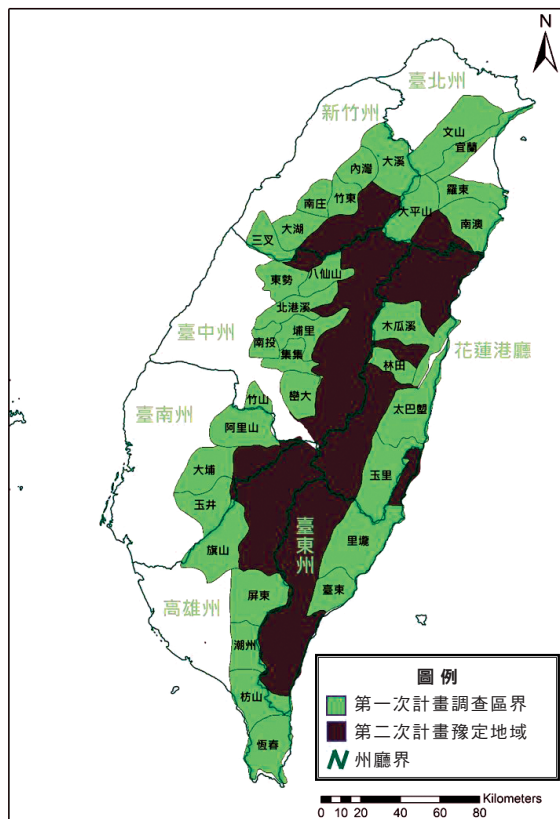 N
臺北州
新竹州
文山
宜蘭
大溪
內灣
竹東
羅東
南庄
大平山
南澳
大湖
三叉
八仙山
東勢
北港溪
木瓜溪
埔里
臺中州
南投
花蓮港廳
集集
林田
巒大
竹山
太巴塱
臺南州
阿里山
大埔
玉里
玉井
臺東州
里壠
旗山
臺東
屏東
高雄州
潮州
枋山
恆春
圖例
第一次計畫調查區界
第二次計畫豫定地域
州廳界
Kilometers
0 10 20 40 60 80